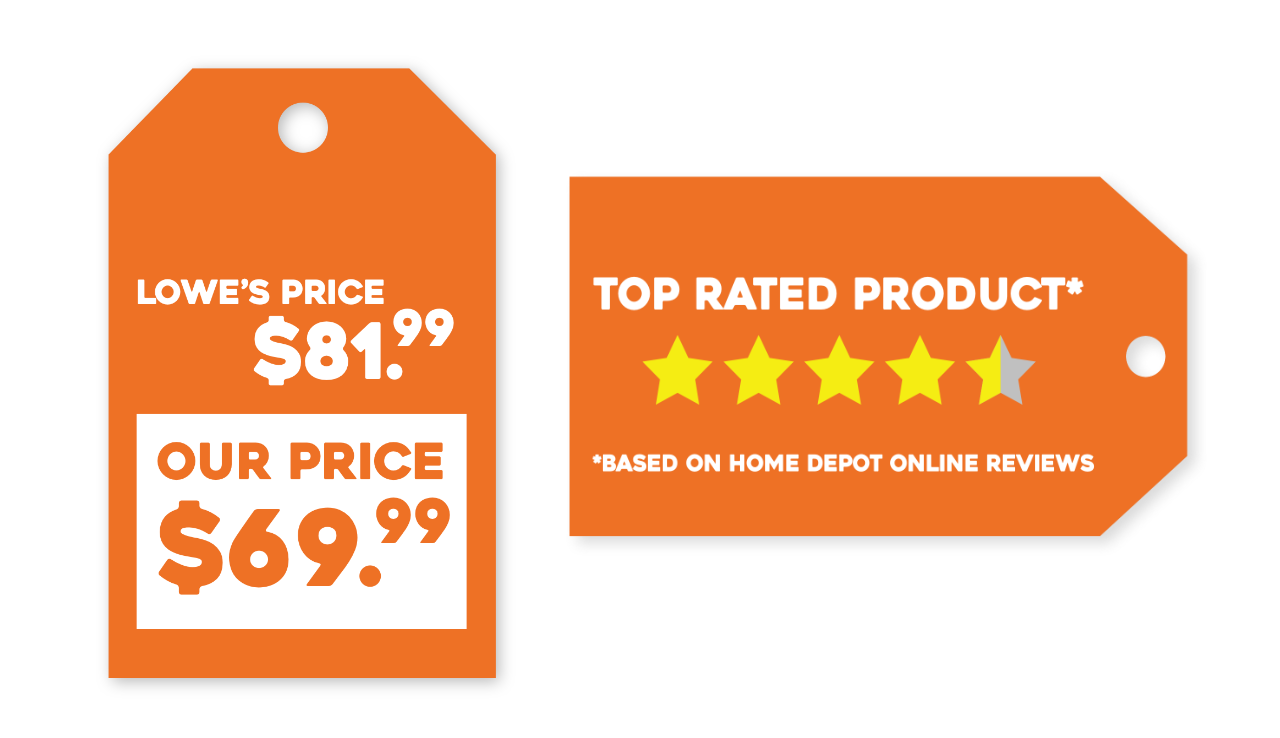 LOWE'S PRICE
$81.99
OUR PRICE
$69.99
TOP RATED PRODUCT*
*BASED ON HOME DEPOT ONLINE REVIEWS